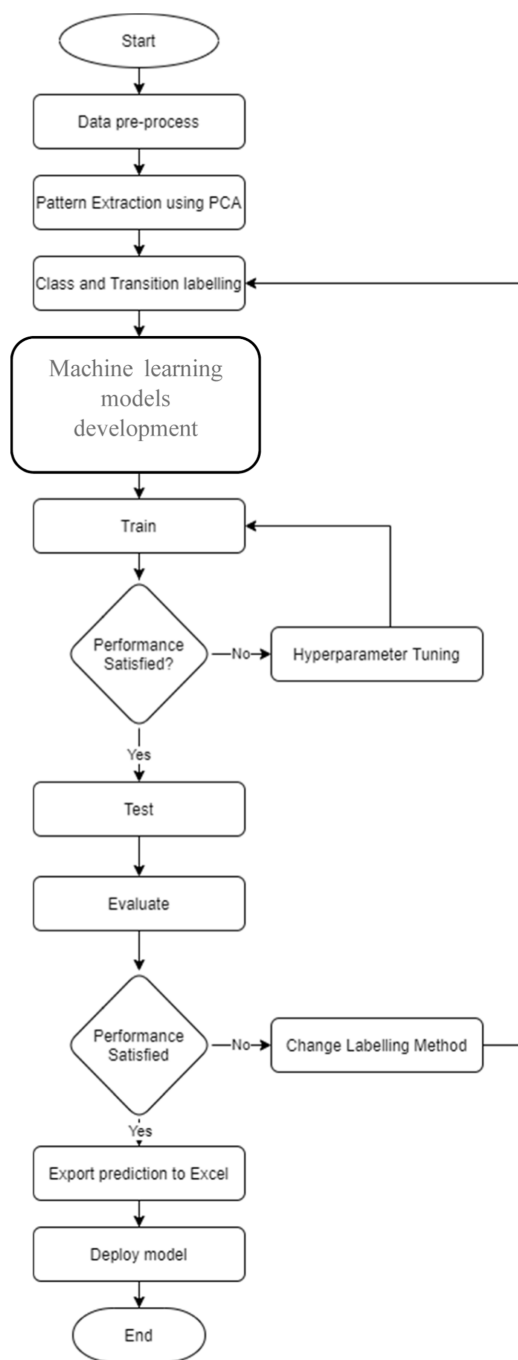 Start
Data pre-process
Pattern Extraction using PCA
Class and Transition labelling
Machine learning
models
development
Train
Performance
Satisfied?
No
Hyperparameter Tuning
Yes
Test
Evaluate
Performance
Satisfied
No
Change Labelling Method
Yes
Export prediction to Excel
Deploy model
End